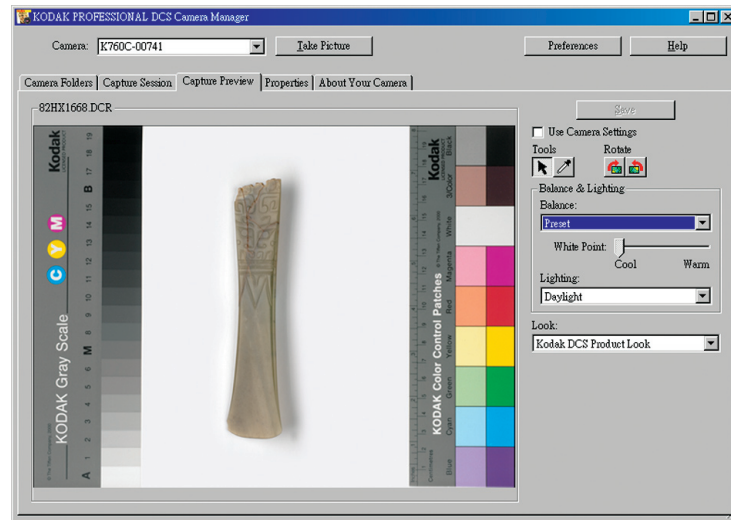 KODAK PROFESSIONAL DCS Camera Manager
Camera: K760C-00741 Take Picture Preferences Help
Camera Folders Capture Session Capture Preview Properties About Your Camera
82HX1668.DCR
Save
Use Camera Settings
Tools Rotate
Balance & Lighting
Balance:
Preset
White Point:
Cool Warm
Lighting:
Daylight
Look:
Kodak DCS Product Look
Kodak
C Y M
KODAK Gray Scale
A 1 2 3 4 5 6 M 8 9 10 11 12 13 14 15 B 17 18 19
Kodak
KODAK Color Control Patches
Blue Cyan Green Yellow Red Magenta White 3/Color Black